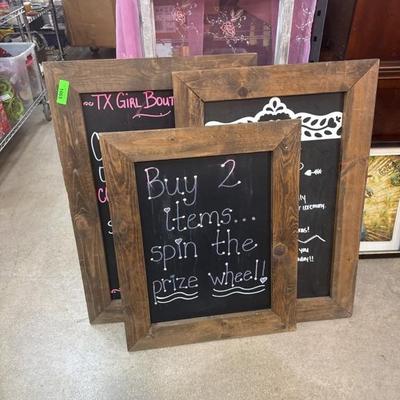 TX GIRL BOUT
Buy 2
items...
spin the
prize wheel!